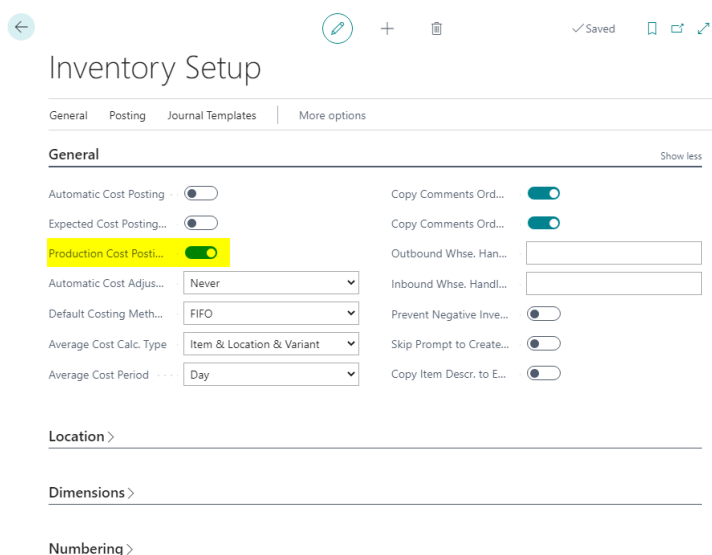 Saved
Inventory Setup
General Posting Journal Templates More options
General Show less
Automatic Cost Posting
Copy Comments Ord...
Expected Cost Posting...
Copy Comments Ord...
Production Cost Posti...
Outbound Whse. Han...
Automatic Cost Adjus... Never
Inbound Whse. Handl...
Default Costing Meth... FIFO
Prevent Negative Inve...
Average Cost Calc. Type Item & Location & Variant
Skip Prompt to Create...
Average Cost Period Day
Copy Item Descr. to E...
Location
Dimensions
Numbering